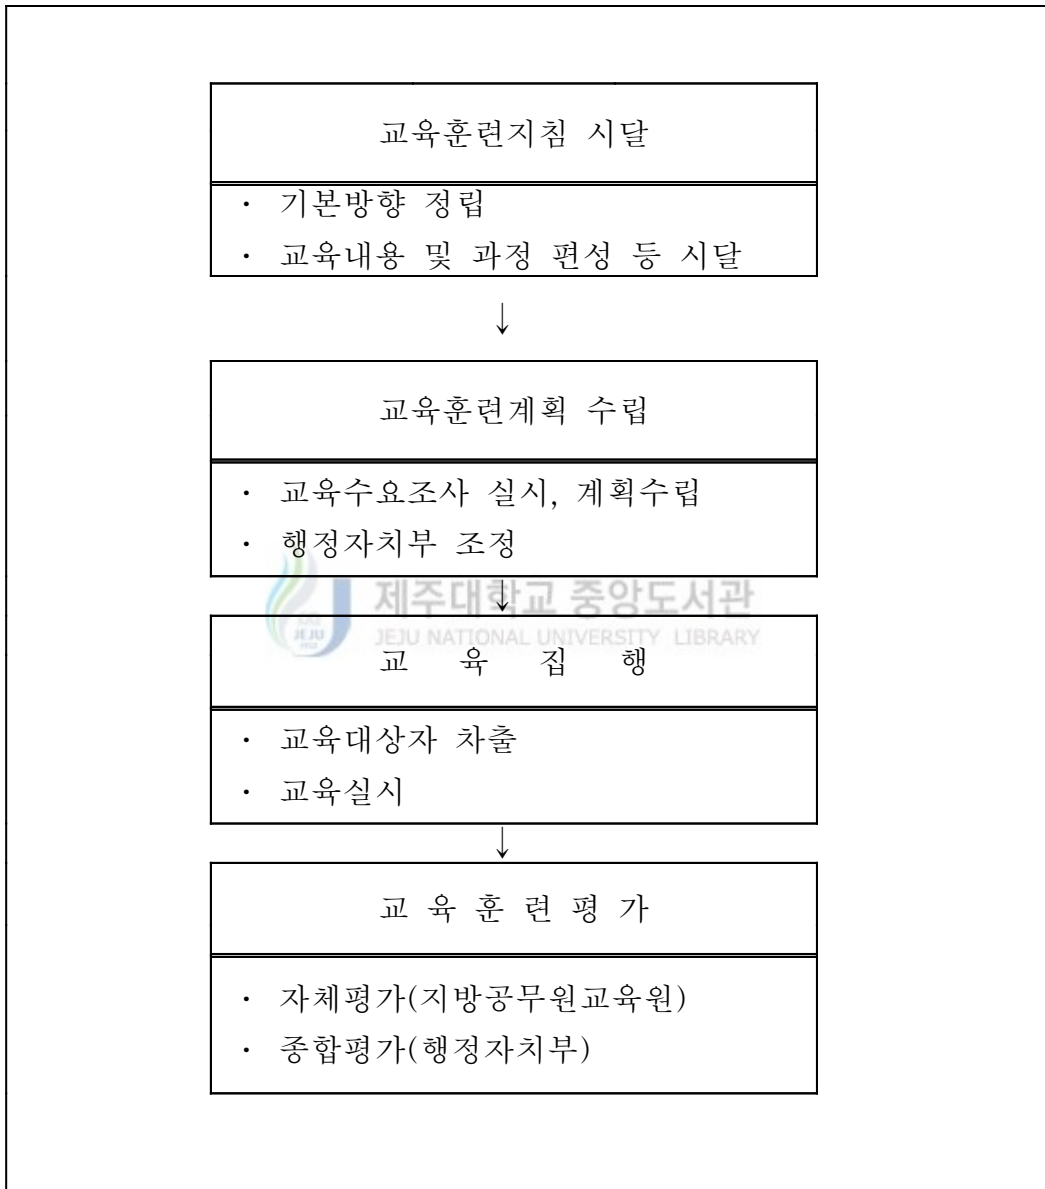 교육훈련지침 시달
· 기본방향 정립
· 교육내용 및 과정 편성 등 시달
↓
교육훈련계획 수립
· 교육수요조사 실시, 계획수립
· 행정자치부 조정
↓
제주대학교 중앙도서관
JEJU NATIONAL UNIVERSITY LIBRARY
교 육 집 행
· 교육대상자 차출
· 교육실시
↓
교 육 훈 련 평 가
· 자체평가(지방공무원교육원)
· 종합평가(행정자치부)